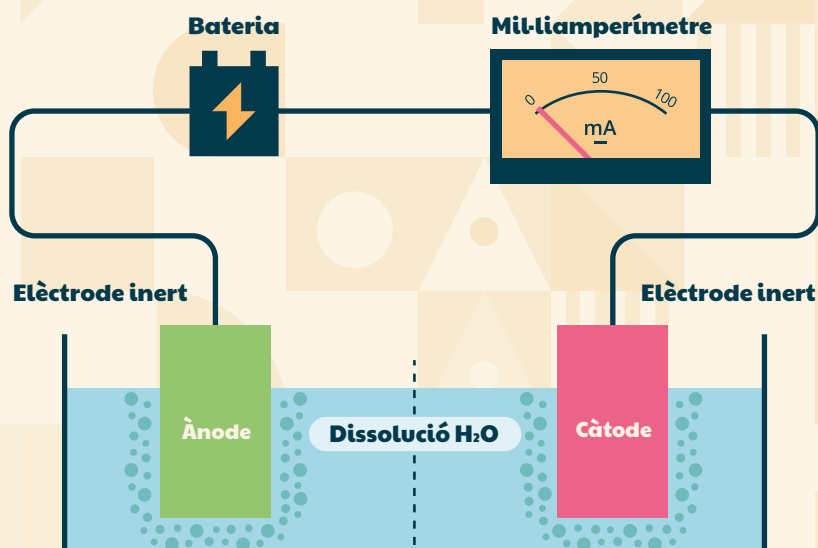 Bateria
Mil·liamperímetre
0
50
100
mA
Elèctrode inert
Elèctrode inert
Ànode
Dissolució H₂O
Càtode